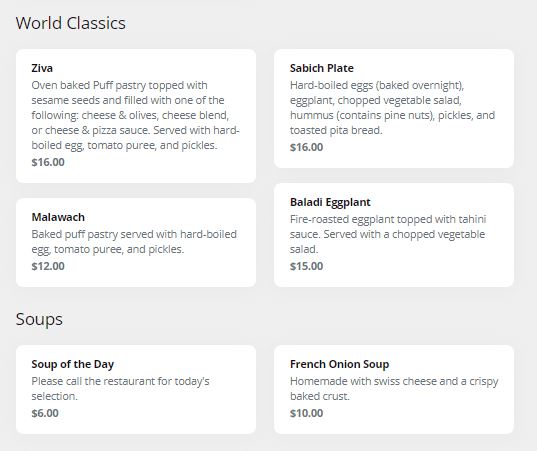 World Classics
Ziva
Oven baked Puff pastry topped with
sesame seeds and filled with one of the
following: cheese & olives, cheese blend,
or cheese & pizza sauce. Served with hard-
boiled egg, tomato puree, and pickles.
$16.00
Sabich Plate
Hard-boiled eggs (baked overnight),
eggplant, chopped vegetable salad,
hummus (contains pine nuts), pickles, and
toasted pita bread.
$16.00
Malawach
Baked puff pastry served with hard-boiled
egg, tomato puree, and pickles.
$12.00
Baladi Eggplant
Fire-roasted eggplant topped with tahini
sauce. Served with a chopped vegetable
salad.
$15.00
Soups
Soup of the Day
Please call the restaurant for today's
selection.
$6.00
French Onion Soup
Homemade with swiss cheese and a crispy
baked crust.
$10.00